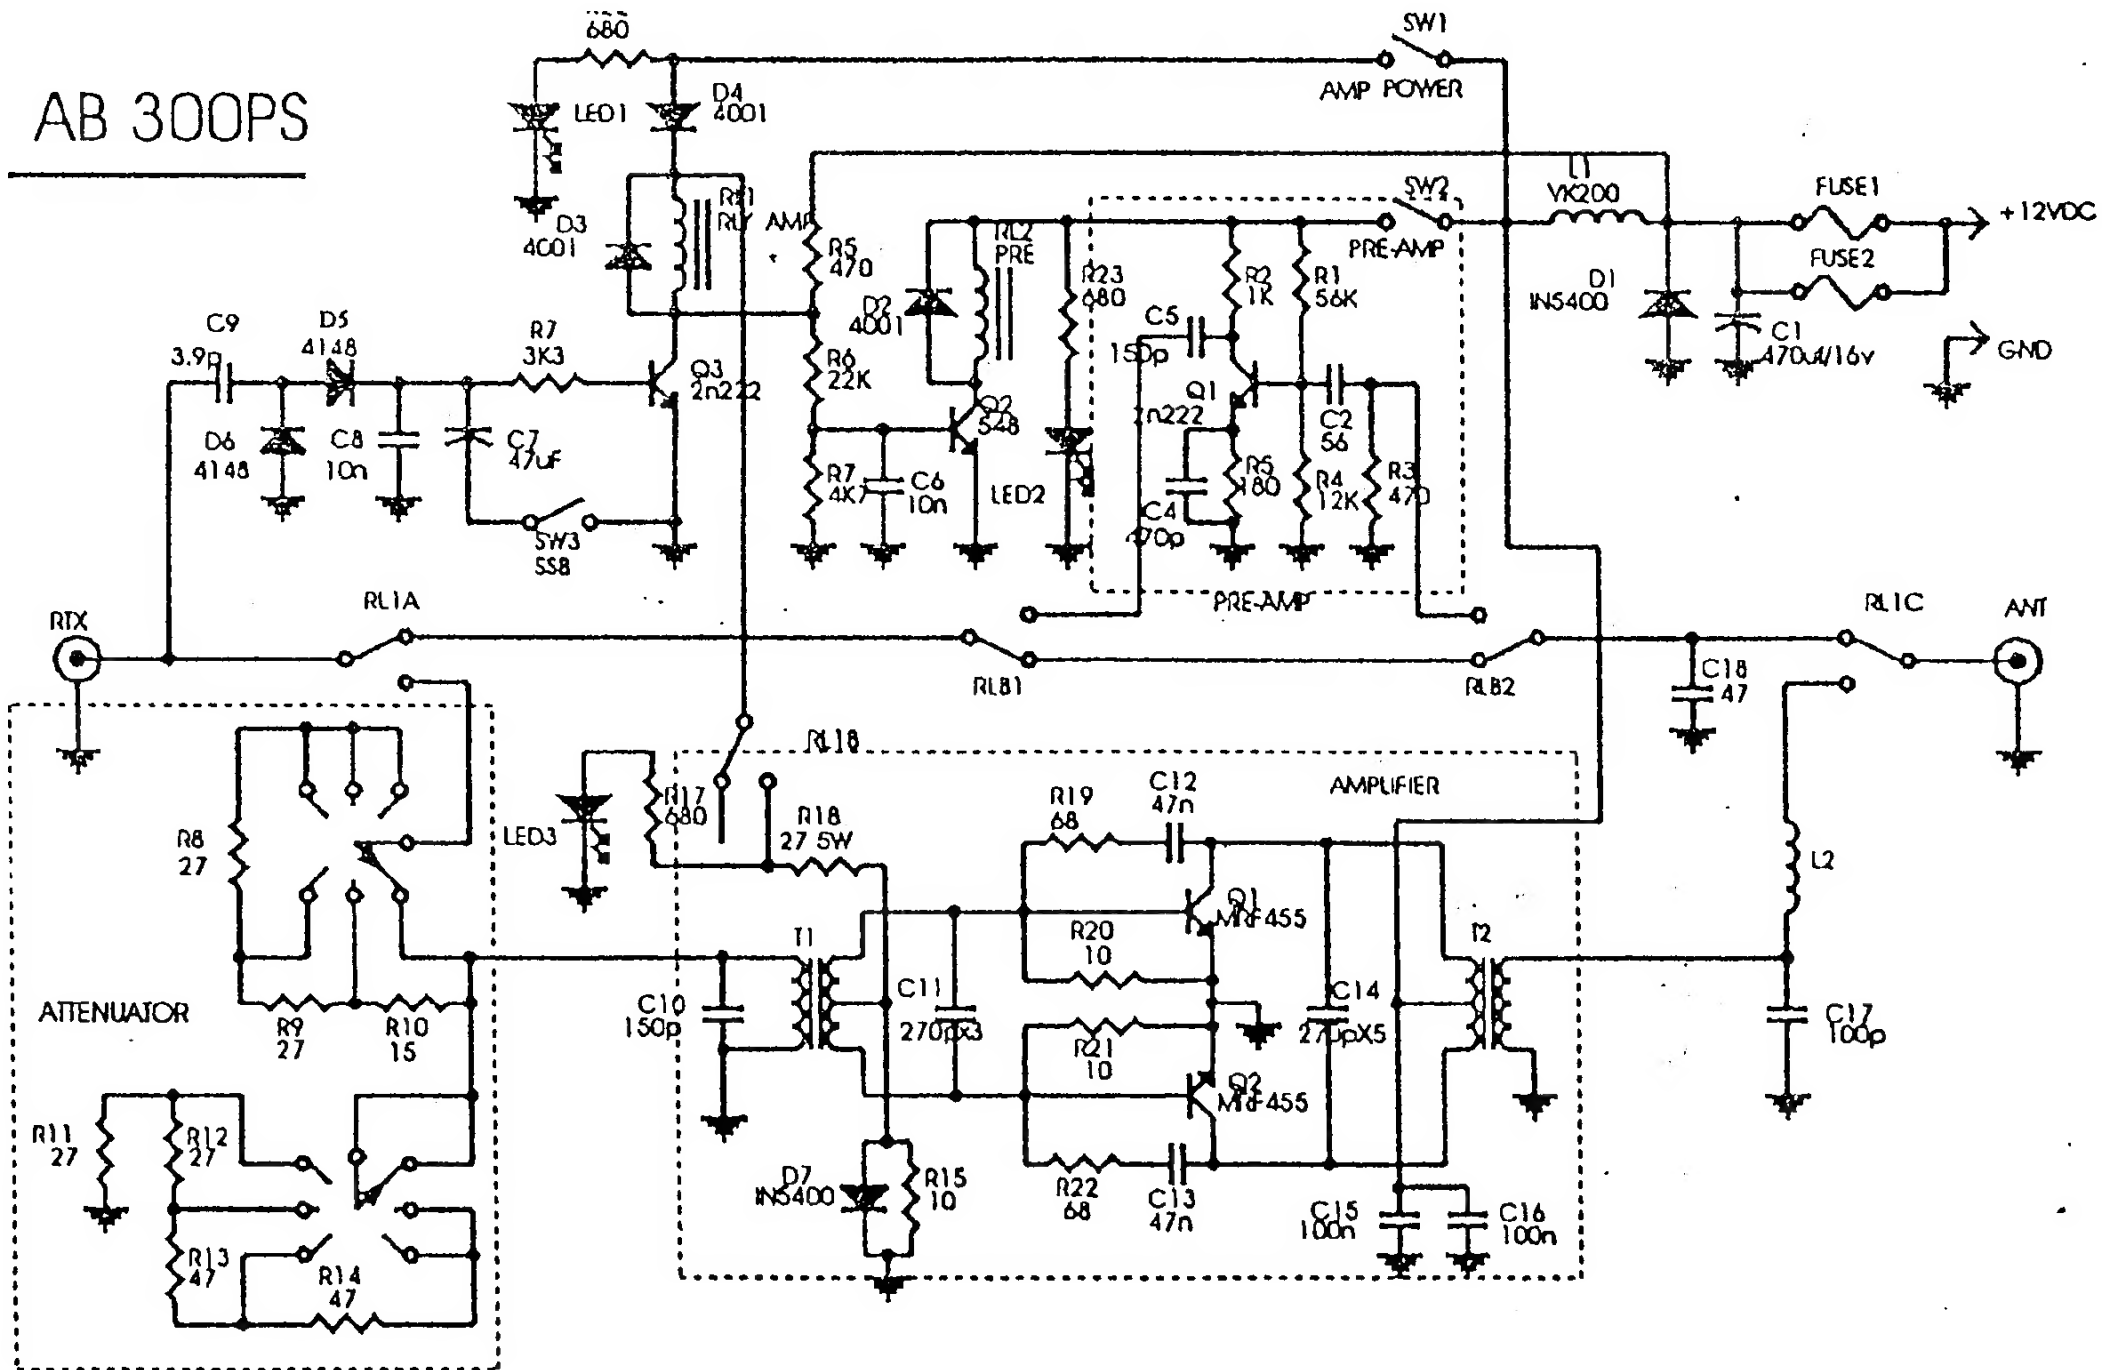 AB 300PS
680
LED1
D4
4001
SW1
AMP POWER
D3
4001
RLY AMP
R5
470
RL2
PRE
D2
4001
R23
680
SW2
PRE-AMP
L1
VK200
FUSE1
FUSE2
+12VDC
GND
D1
IN5400
C1
470uf/16v
C9
3.9p
D5
4148
R7
3K3
Q3
2n222
D6
4148
C8
10n
C7
47uF
SW3
SS8
R6
22K
R7
4K7
C6
10n
Q2
548
LED2
C5
150p
R2
1K
R1
56K
Q1
2n222
C2
56
R5
180
C4
R4
12K
R3
470
PRE-AMP
RTX
RL1A
RLB1
RLB2
C18
47
RL1C
ANT
RL1B
AMPLIFIER
LED3
R17
680
R18
27 5W
R19
68
C12
47n
Q1
MRF455
R20
10
T1
C10
150p
C11
270px3
R21
10
Q2
MRF455
R22
68
C13
47n
C14
270pX5
T2
L2
C17
100p
D7
IN5400
R15
10
C15
100n
C16
100n
ATTENUATOR
R8
27
R9
27
R10
15
R11
27
R12
27
R13
47
R14
47